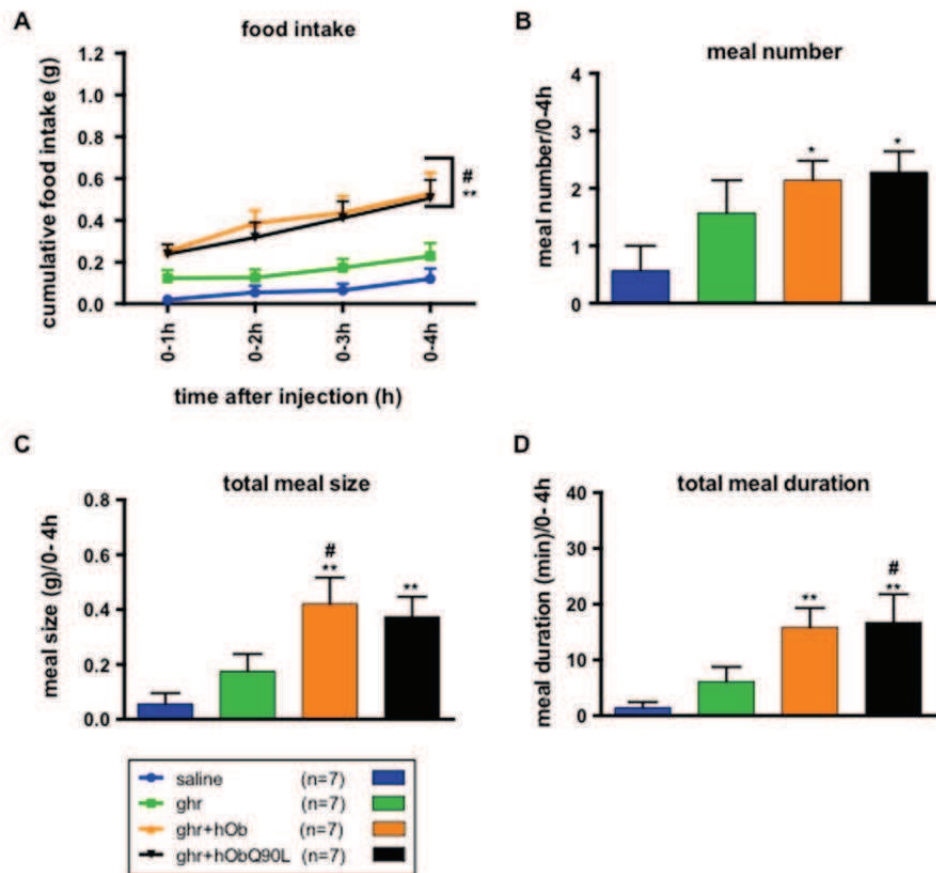 A
food intake
cumulative food intake (g)
1.2
1.0
0.8
0.6
0.4
0.2
0.0
#
**
0-1h
0-2h
0-3h
0-4h
time after injection (h)
B
meal number
meal number/0-4h
4
3
2
1
0
*
*
C
total meal size
meal size (g)/0- 4h
0.8
0.6
0.4
0.2
0.0
#
**
**
D
total meal duration
meal duration (min)/0- 4h
40
30
20
10
0
**
#
**
saline (n=7)
ghr (n=7)
ghr+hOb (n=7)
ghr+hObQ90L (n=7)